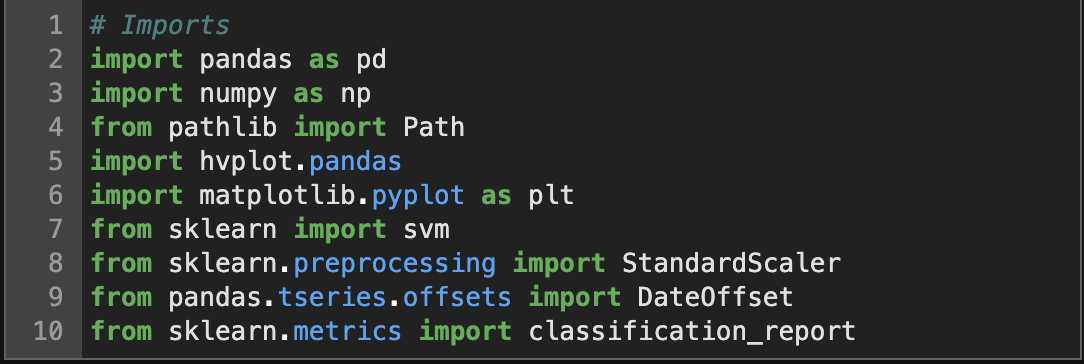 1 # Imports
2 import pandas as pd
3 import numpy as np
4 from pathlib import Path
5 import hvplot.pandas
6 import matplotlib.pyplot as plt
7 from sklearn import svm
8 from sklearn.preprocessing import StandardScaler
9 from pandas.tseries.offsets import DateOffset
10 from sklearn.metrics import classification_report